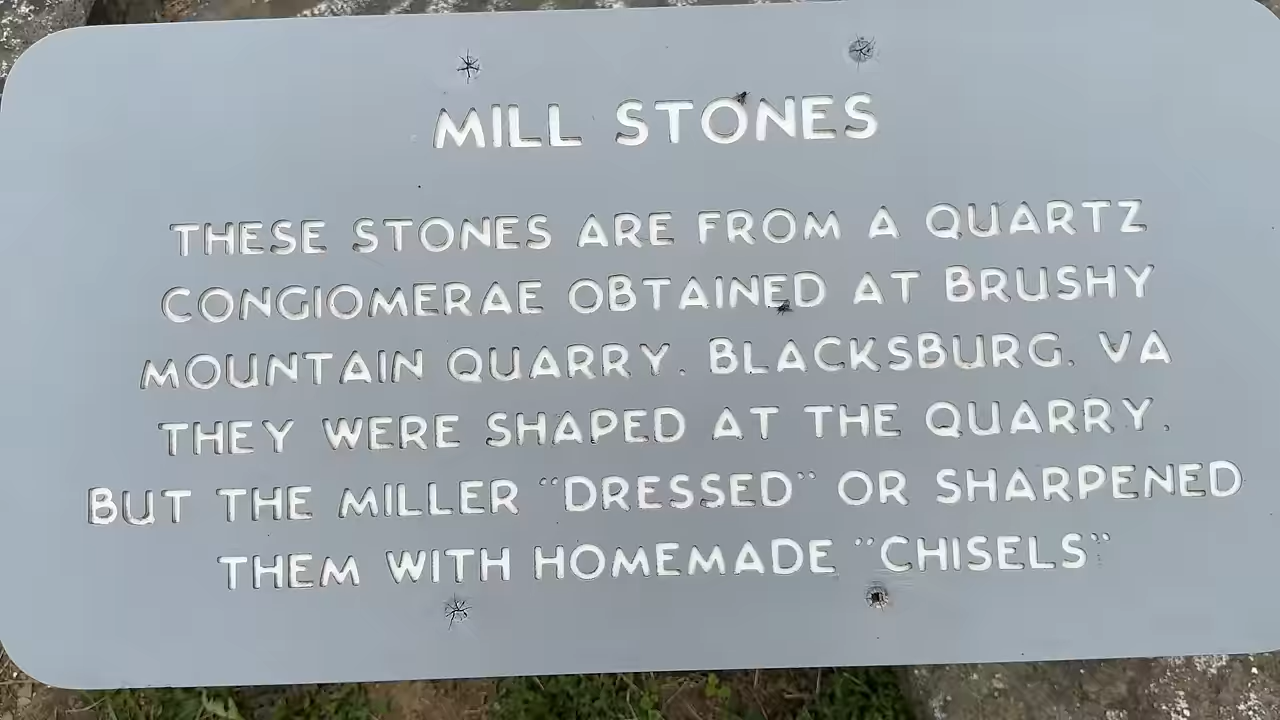 MILL STONES
THESE STONES ARE FROM A QUARTZ
CONGIOMERAE OBTAINED AT BRUSHY
MOUNTAIN QUARRY. BLACKSBURG. VA
THEY WERE SHAPED AT THE QUARRY.
BUT THE MILLER "DRESSED" OR SHARPENED
THEM WITH HOMEMADE "CHISELS"